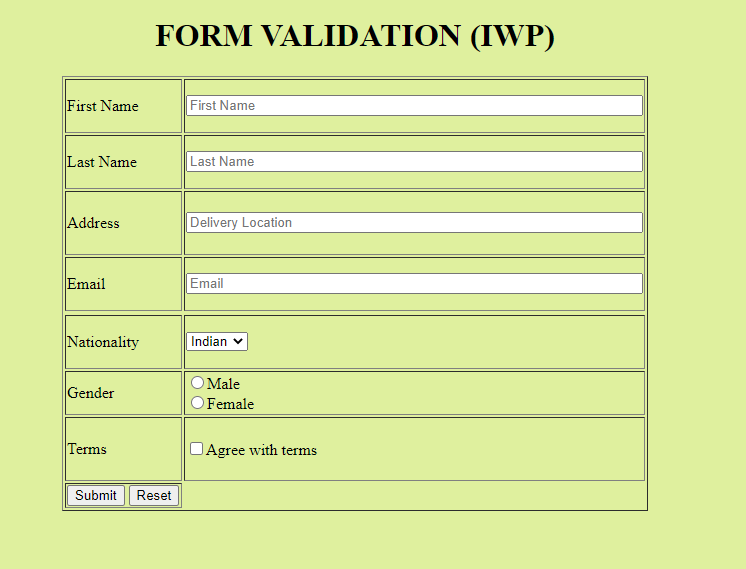 FORM VALIDATION (IWP)
First Name First Name
Last Name Last Name
Address Delivery Location
Email Email
Nationality Indian
Gender Male
Female
Terms Agree with terms
Submit Reset